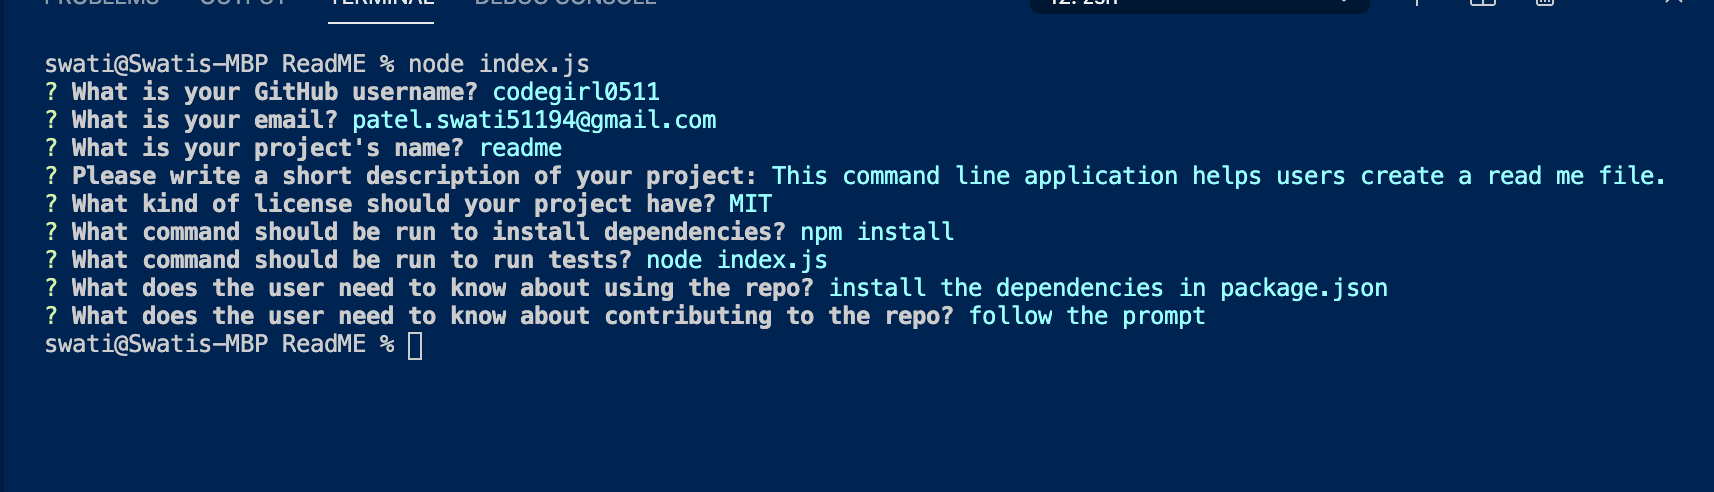 PROBLEMS OUTPUT TERMINAL DEBUG CONSOLE 12: zsh
swati@Swatis-MBP ReadME % node index.js
? What is your GitHub username? codegirl0511
? What is your email? patel.swati51194@gmail.com
? What is your project's name? readme
? Please write a short description of your project: This command line application helps users create a read me file.
? What kind of license should your project have? MIT
? What command should be run to install dependencies? npm install
? What command should be run to run tests? node index.js
? What does the user need to know about using the repo? install the dependencies in package.json
? What does the user need to know about contributing to the repo? follow the prompt
swati@Swatis-MBP ReadME %